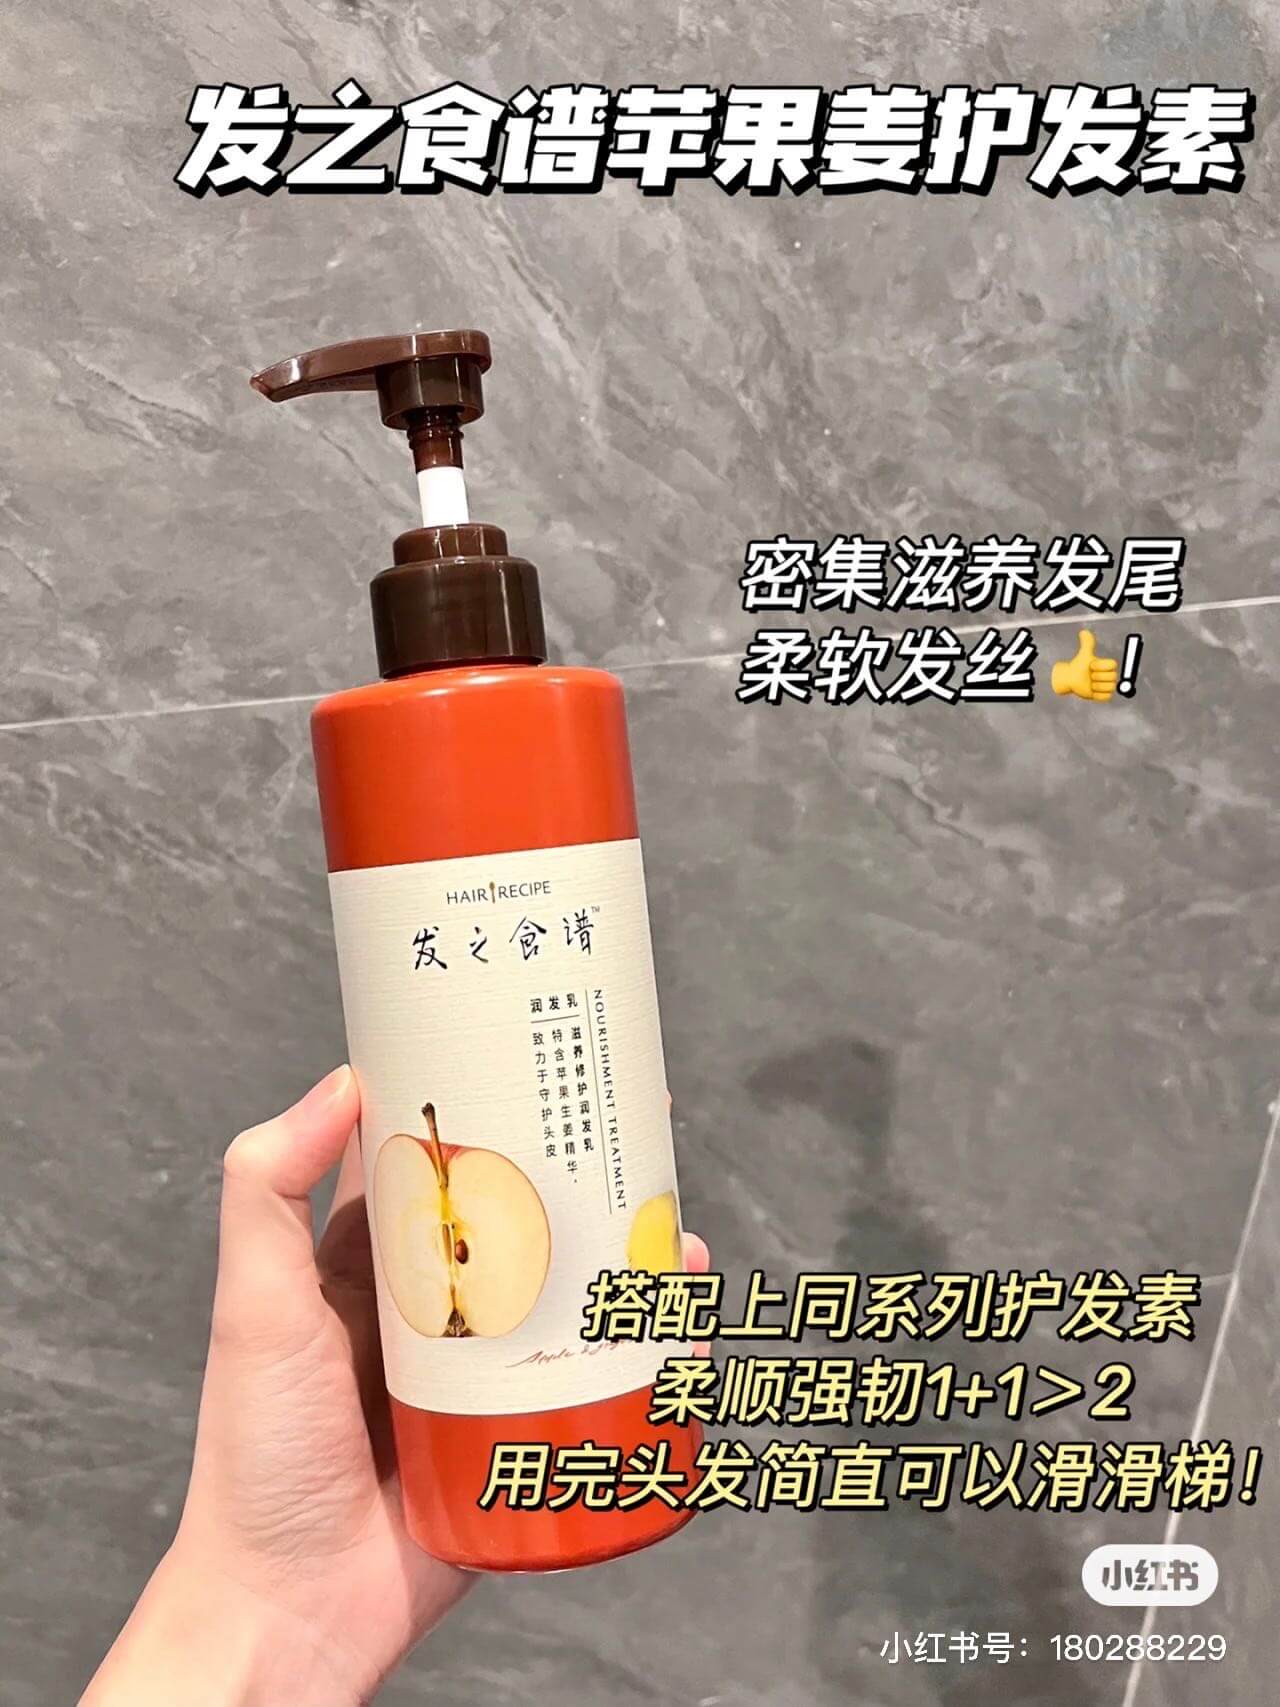 发之食谱苹果姜护发素
密集滋养发尾
柔软发丝👍!
HAIR RECIPE
发之食谱™
润发乳
NOURISHMENT TREATMENT
滋养修护润发乳
特含苹果生姜精华,
致力于守护头皮
搭配上同系列护发素
柔顺强韧1+1>2
用完头发简直可以滑滑梯!
Apple &
小红书
小红书号：180288229